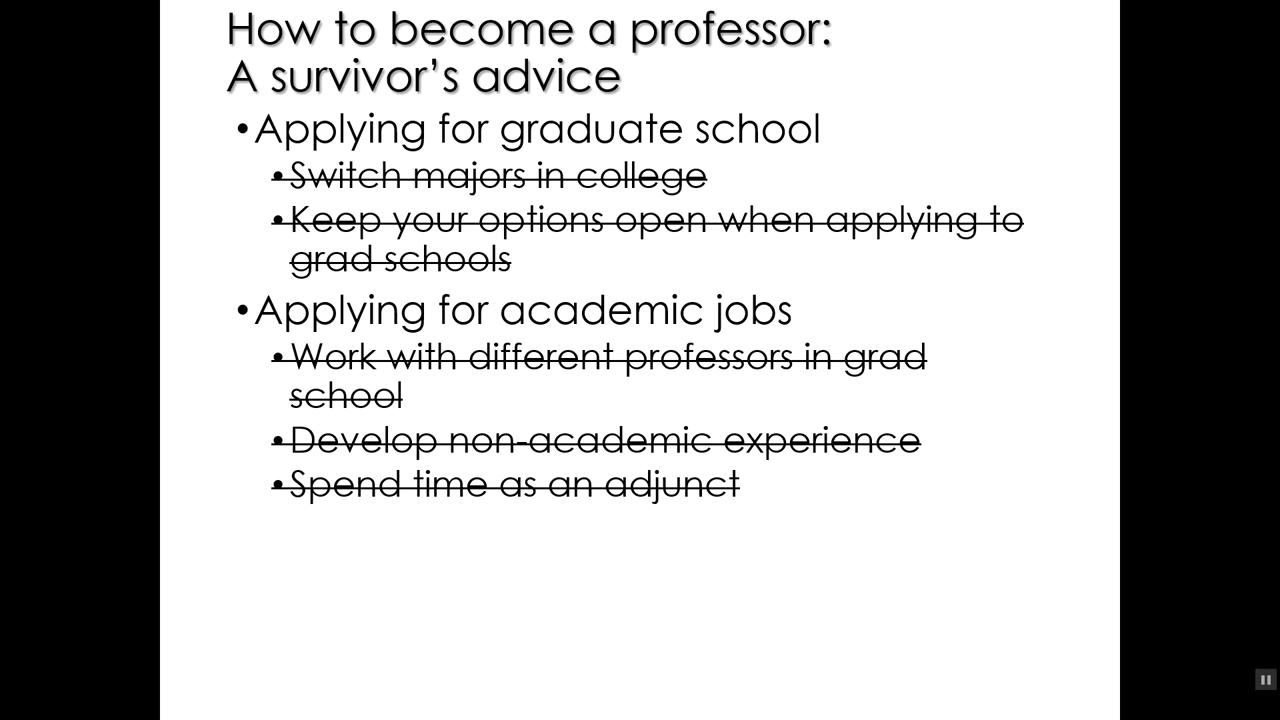 How to become a professor:
A survivor’s advice
•Applying for graduate school
•Switch majors in college
•Keep your options open when applying to
grad schools
•Applying for academic jobs
•Work with different professors in grad
school
•Develop non-academic experience
•Spend time as an adjunct